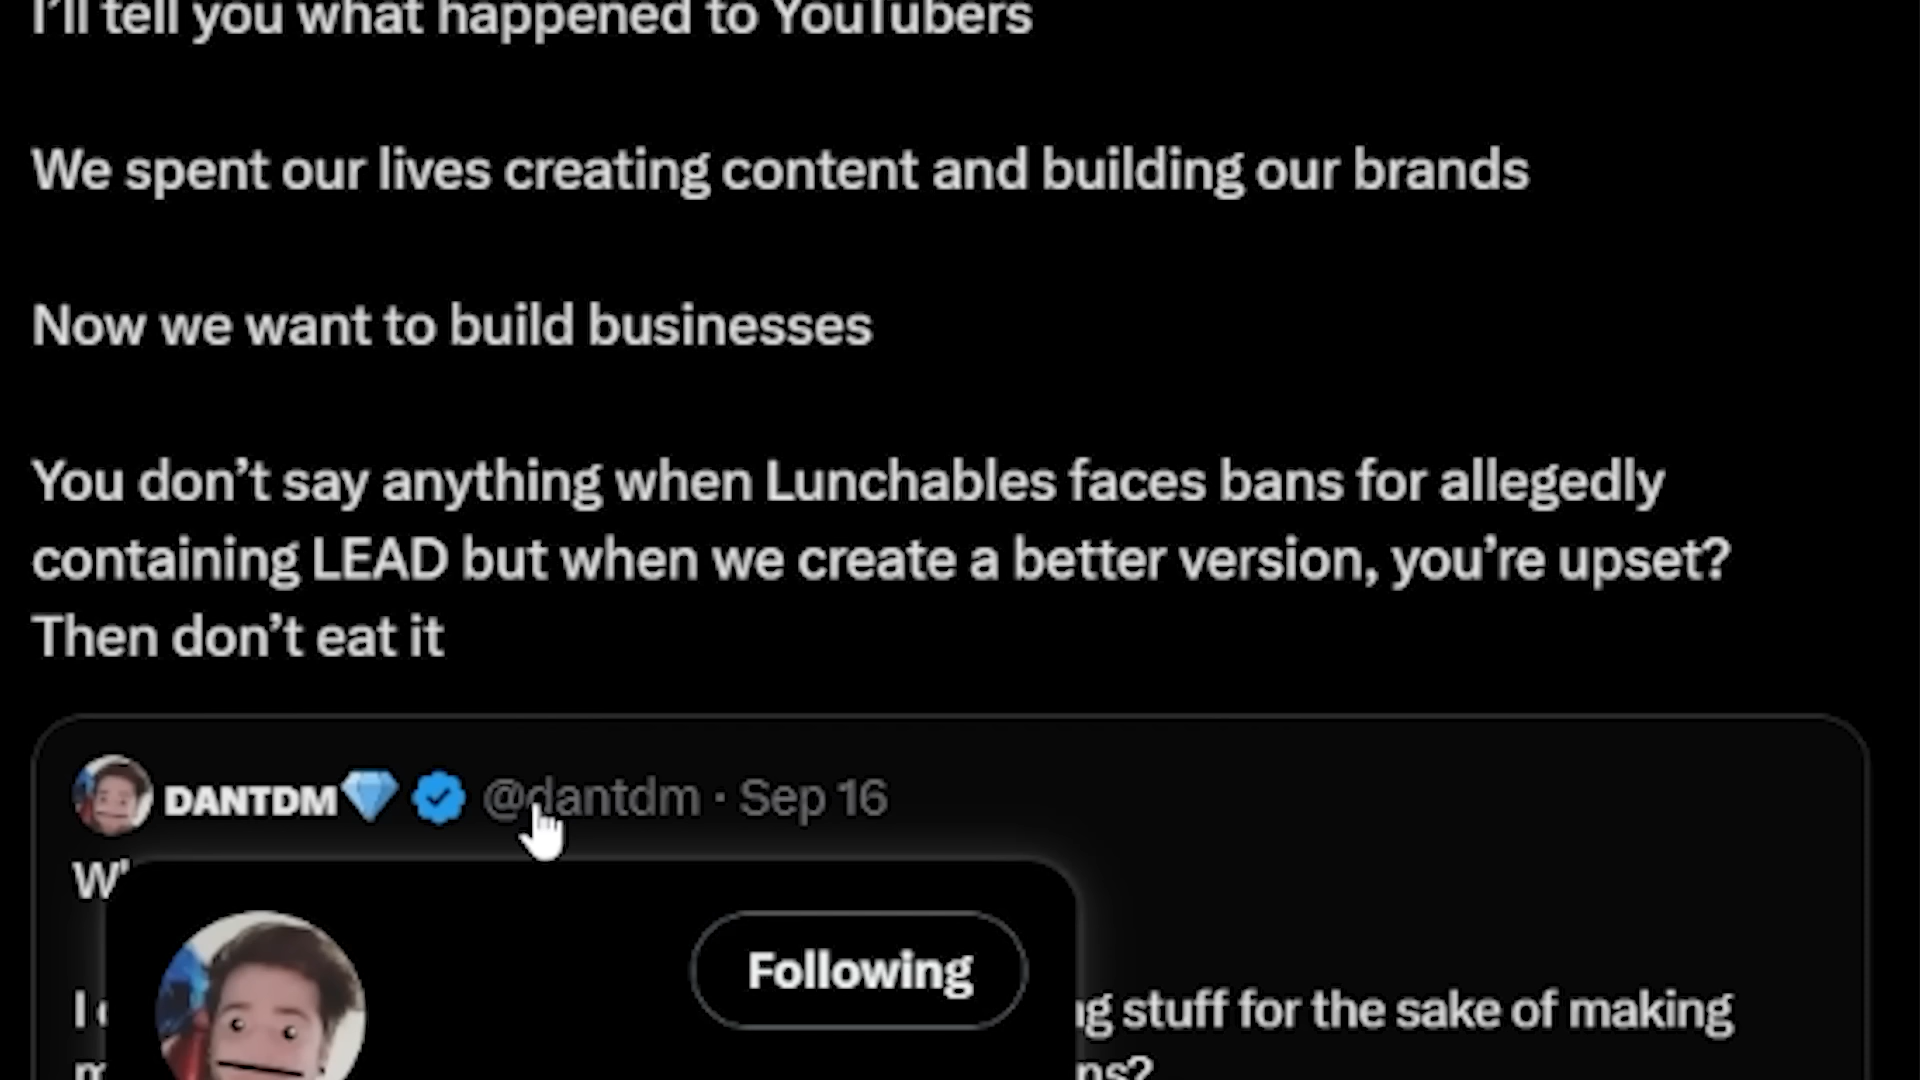 I'll tell you what happened to YouTubers
We spent our lives creating content and building our brands
Now we want to build businesses
You don't say anything when Lunchables faces bans for allegedly
containing LEAD but when we create a better version, you're upset?
Then don't eat it
DANTDM💎 @dantdm · Sep 16
Following
I
stuff for the sake of making